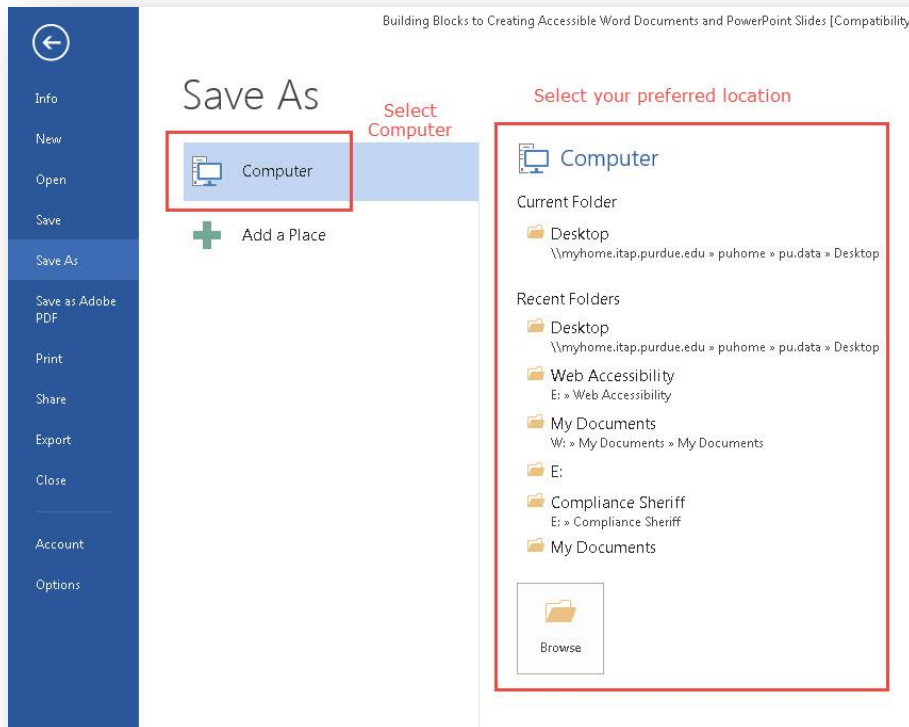 Building Blocks to Creating Accessible Word Documents and PowerPoint Slides [Compatibility
Info
New
Open
Save
Save As
Save as Adobe
PDF
Print
Share
Export
Close
Account
Options
Save As
Select
Computer
Computer
Add a Place
Select your preferred location
Computer
Current Folder
Desktop
\\myhome.itap.purdue.edu » puhome » pu.data » Desktop
Recent Folders
Desktop
\\myhome.itap.purdue.edu » puhome » pu.data » Desktop
Web Accessibility
E: » Web Accessibility
My Documents
W: » My Documents » My Documents
E:
Compliance Sheriff
E: » Compliance Sheriff
My Documents
Browse